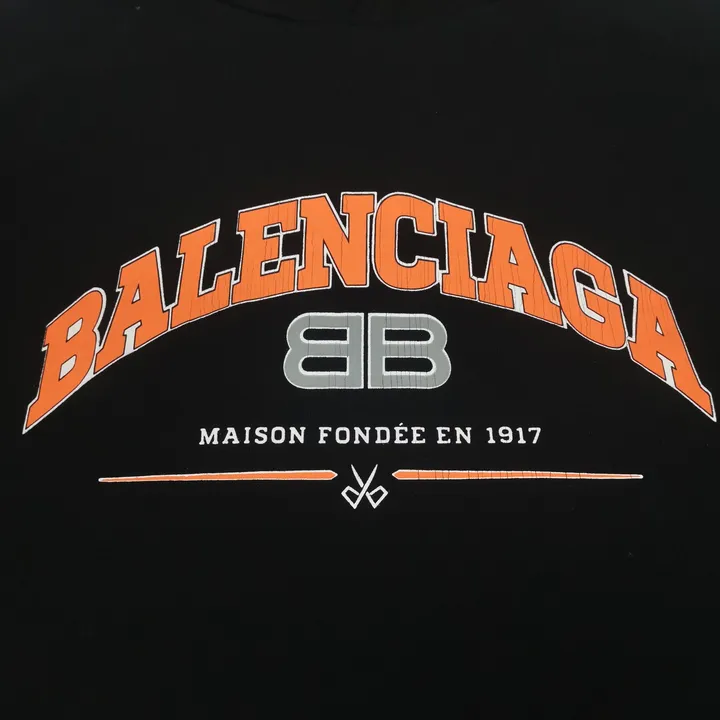 BALENCIAGA
BB
MAISON FONDÉE EN 1917